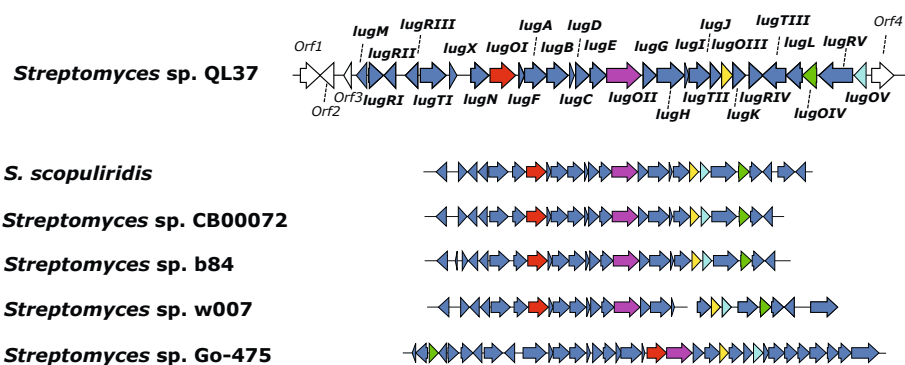 lugRIII lugA lugD lugJ lugTIII
lugM lugX lugOI lugB lugE lugG lugI lugOIII lugL lugRV Orf4
Orf1 lugRII
Streptomyces sp. QL37
Orf2 Orf3 lugRI lugTI lugN lugF lugC lugOII lugH lugTII lugK lugRIV lugOIV lugOV
S. scopuliridis
Streptomyces sp. CB00072
Streptomyces sp. b84
Streptomyces sp. w007
Streptomyces sp. Go-475